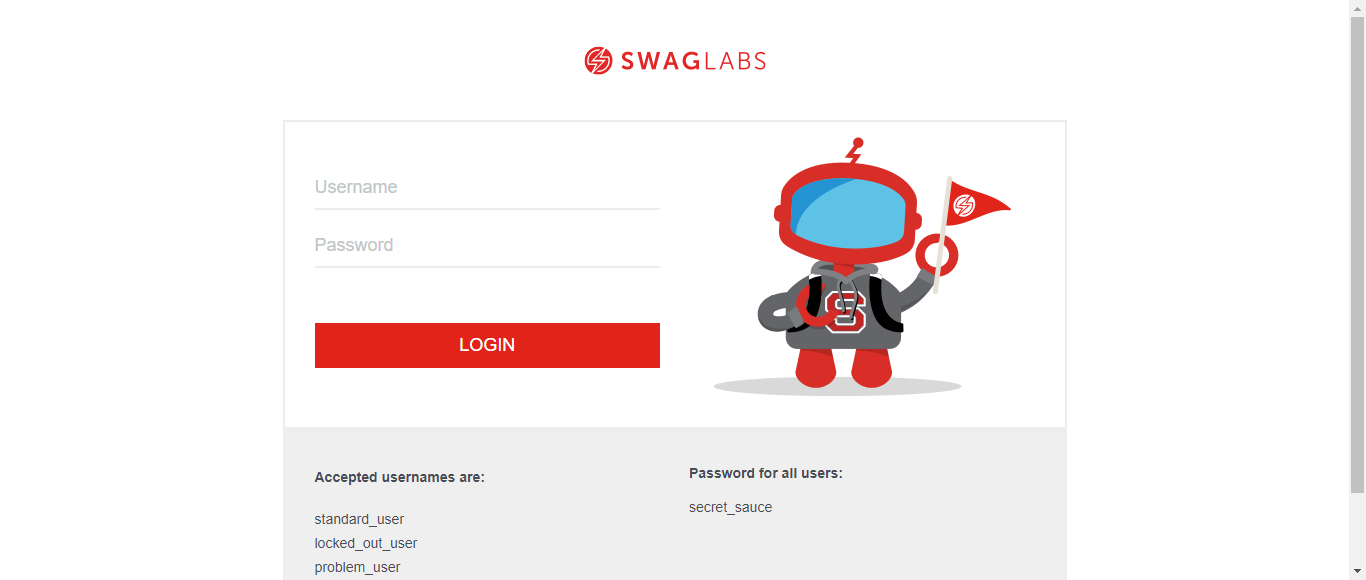 SWAGLABS
Username
Password
LOGIN
Accepted usernames are:
standard_user
locked_out_user
problem_user
Password for all users:
secret_sauce
S